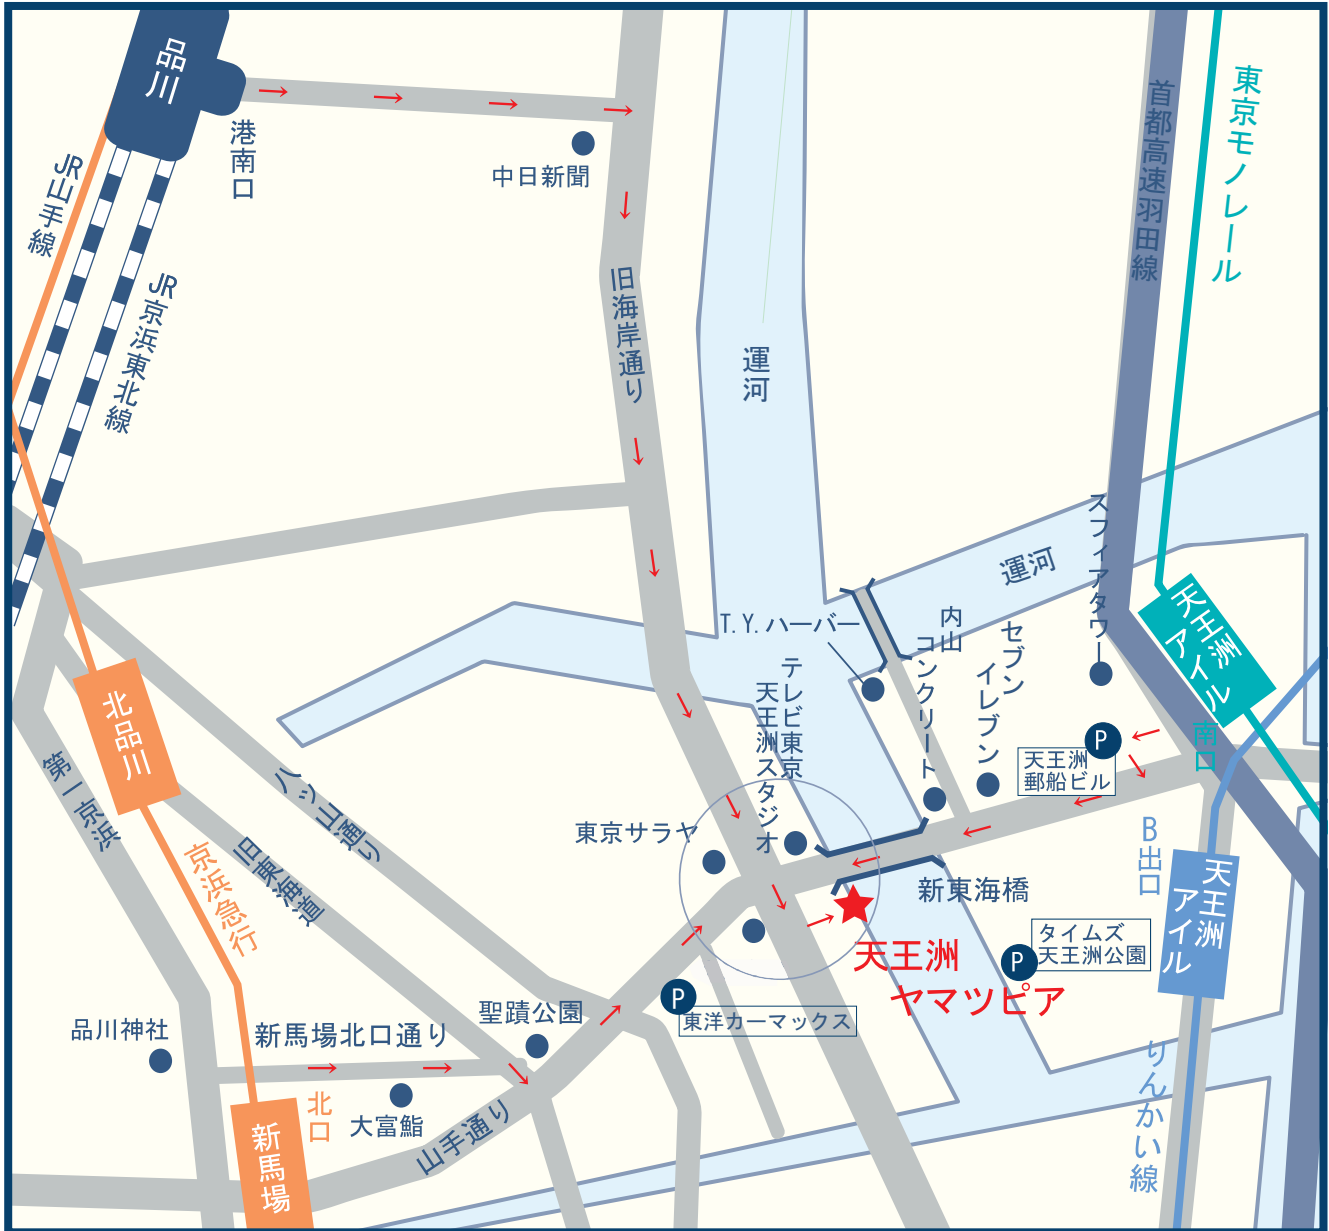 品川
港南口
中日新聞
JR山手線
JR京浜東北線
旧海岸通り
運河
首都高速羽田線
東京モノレール
運河
スフィアタワー
天王洲
アイル
南口
T.Y.ハーバー
内山
コンクリート
セブン
イレブン
テレビ東京
天王洲スタジオ
P
天王洲
郵船ビル
北品川
第一京浜
八ツ山通り
旧東海道
京浜急行
東京サラヤ
新東海橋
B出口
天王洲
アイル
P
タイムズ
天王洲公園
天王洲
ヤマツピア
P
東洋カーマックス
聖蹟公園
品川神社
新馬場北口通り
北口
大富鮨
山手通り
新馬場
りんかい線